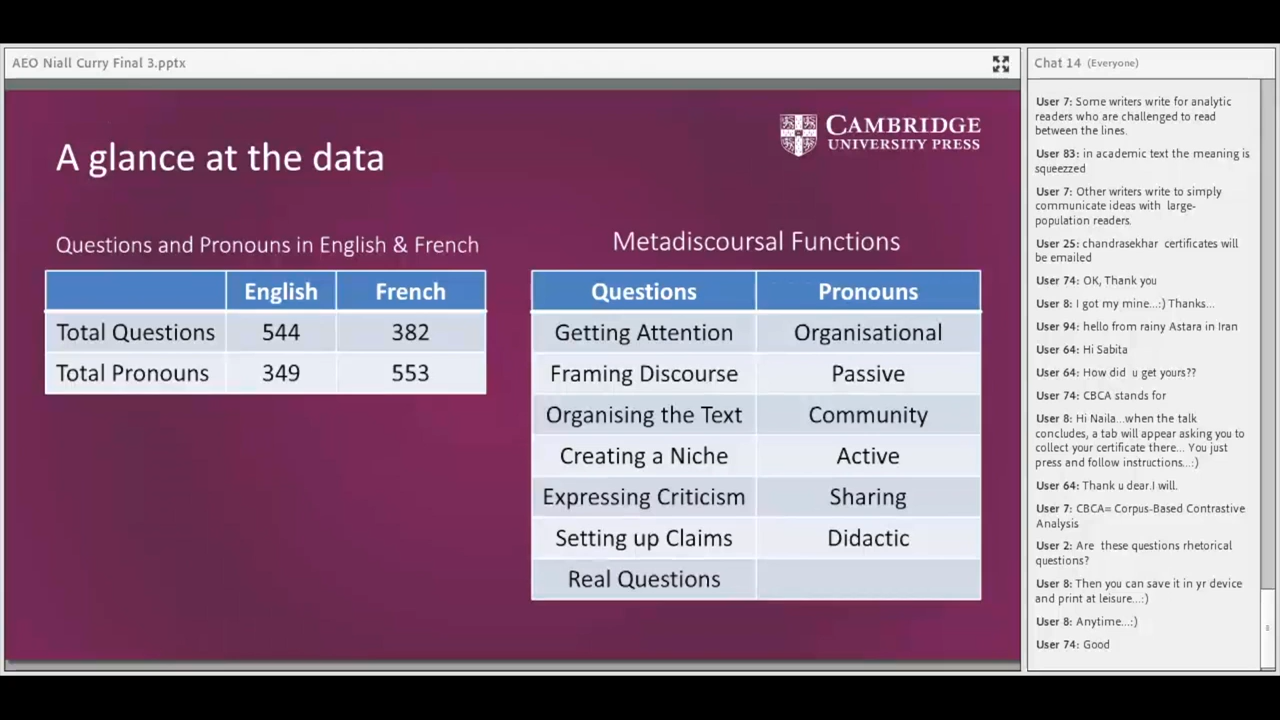 AEO Niall Curry Final 3.pptx
A glance at the data
CAMBRIDGE
UNIVERSITY PRESS
Questions and Pronouns in English & French
English French
Total Questions 544 382
Total Pronouns 349 553
Metadiscoursal Functions
Questions Pronouns
Getting Attention Organisational
Framing Discourse Passive
Organising the Text Community
Creating a Niche Active
Expressing Criticism Sharing
Setting up Claims Didactic
Real Questions
Chat 14 (Everyone)
User 7: Some writers write for analytic
readers who are challenged to read
between the lines.
User 83: in academic text the meaning is
squeezzed
User 7: Other writers write to simply
communicate ideas with large-
population readers.
User 25: chandrasekhar certificates will
be emailed
User 74: OK, Thank you
User 8: I got my mine...:) Thanks...
User 94: hello from rainy Astara in Iran
User 64: Hi Sabita
User 64: How did u get yours??
User 74: CBCA stands for
User 8: Hi Naila...when the talk
concludes, a tab will appear asking you to
collect your certificate there... You just
press and follow instructions...:)
User 64: Thank u dear.I will.
User 7: CBCA= Corpus-Based Contrastive
Analysis
User 2: Are these questions rhetorical
questions?
User 8: Then you can save it in yr device
and print at leisure...:)
User 8: Anytime...:)
User 74: Good